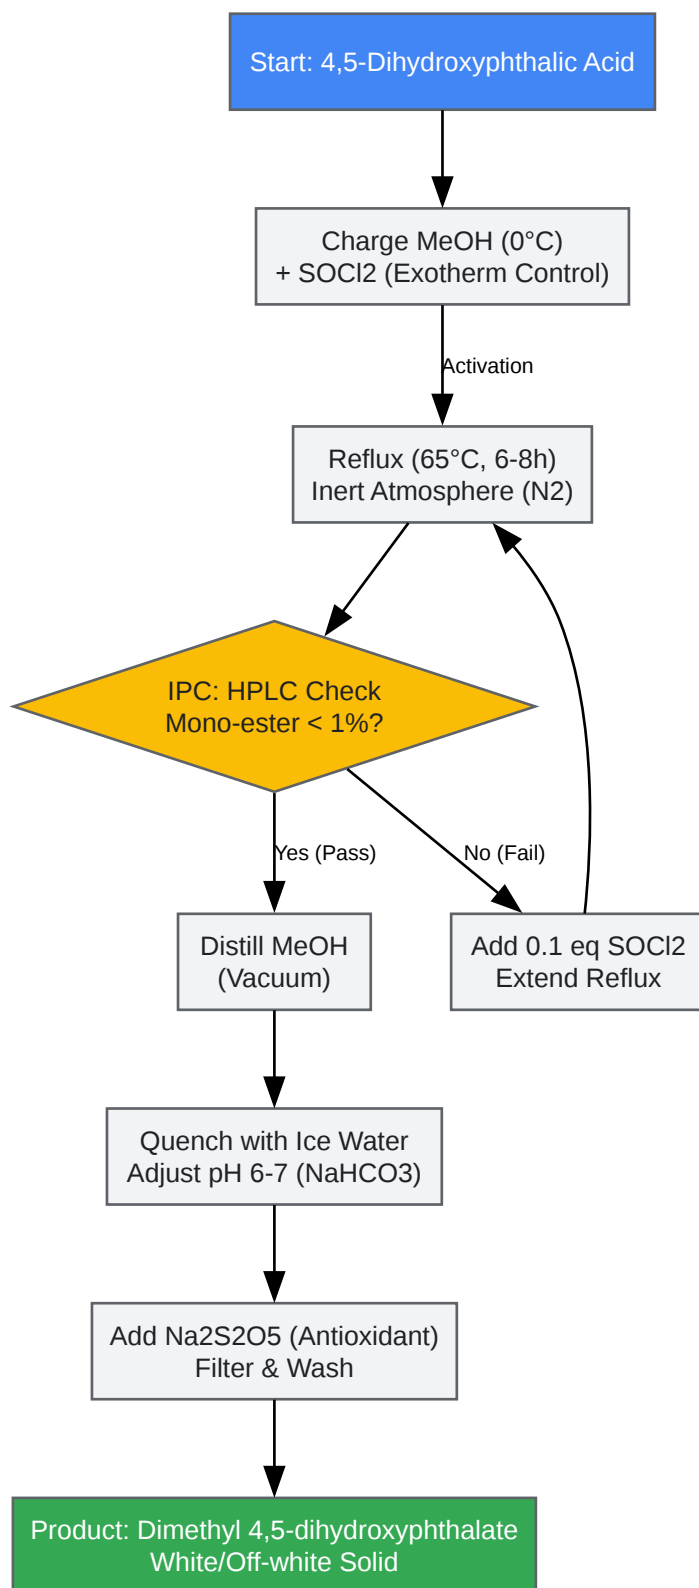 Start: 4,5-Dihydroxyphthalic Acid
Charge MeOH (0°C)
+ SOCl2 (Exotherm Control)
Activation
Reflux (65°C, 6-8h)
Inert Atmosphere (N2)
IPC: HPLC Check
Mono-ester < 1%?
Yes (Pass)
No (Fail)
Distill MeOH
(Vacuum)
Add 0.1 eq SOCl2
Extend Reflux
Quench with Ice Water
Adjust pH 6-7 (NaHCO3)
Add Na2S2O5 (Antioxidant)
Filter & Wash
Product: Dimethyl 4,5-dihydroxyphthalate
White/Off-white Solid